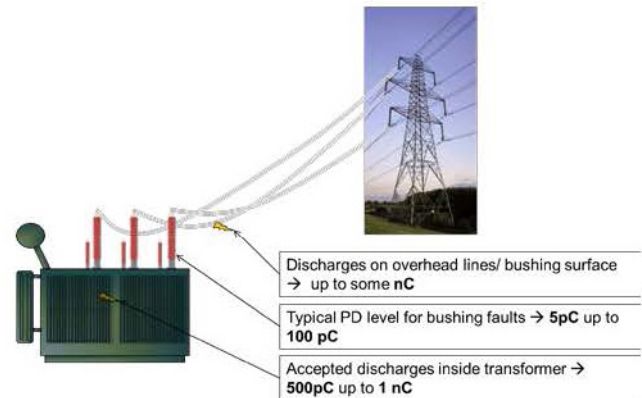 Discharges on overhead lines/ bushing surface
→ up to some nC
Typical PD level for bushing faults → 5pC up to
100 pC
Accepted discharges inside transformer →
500pC up to 1 nC